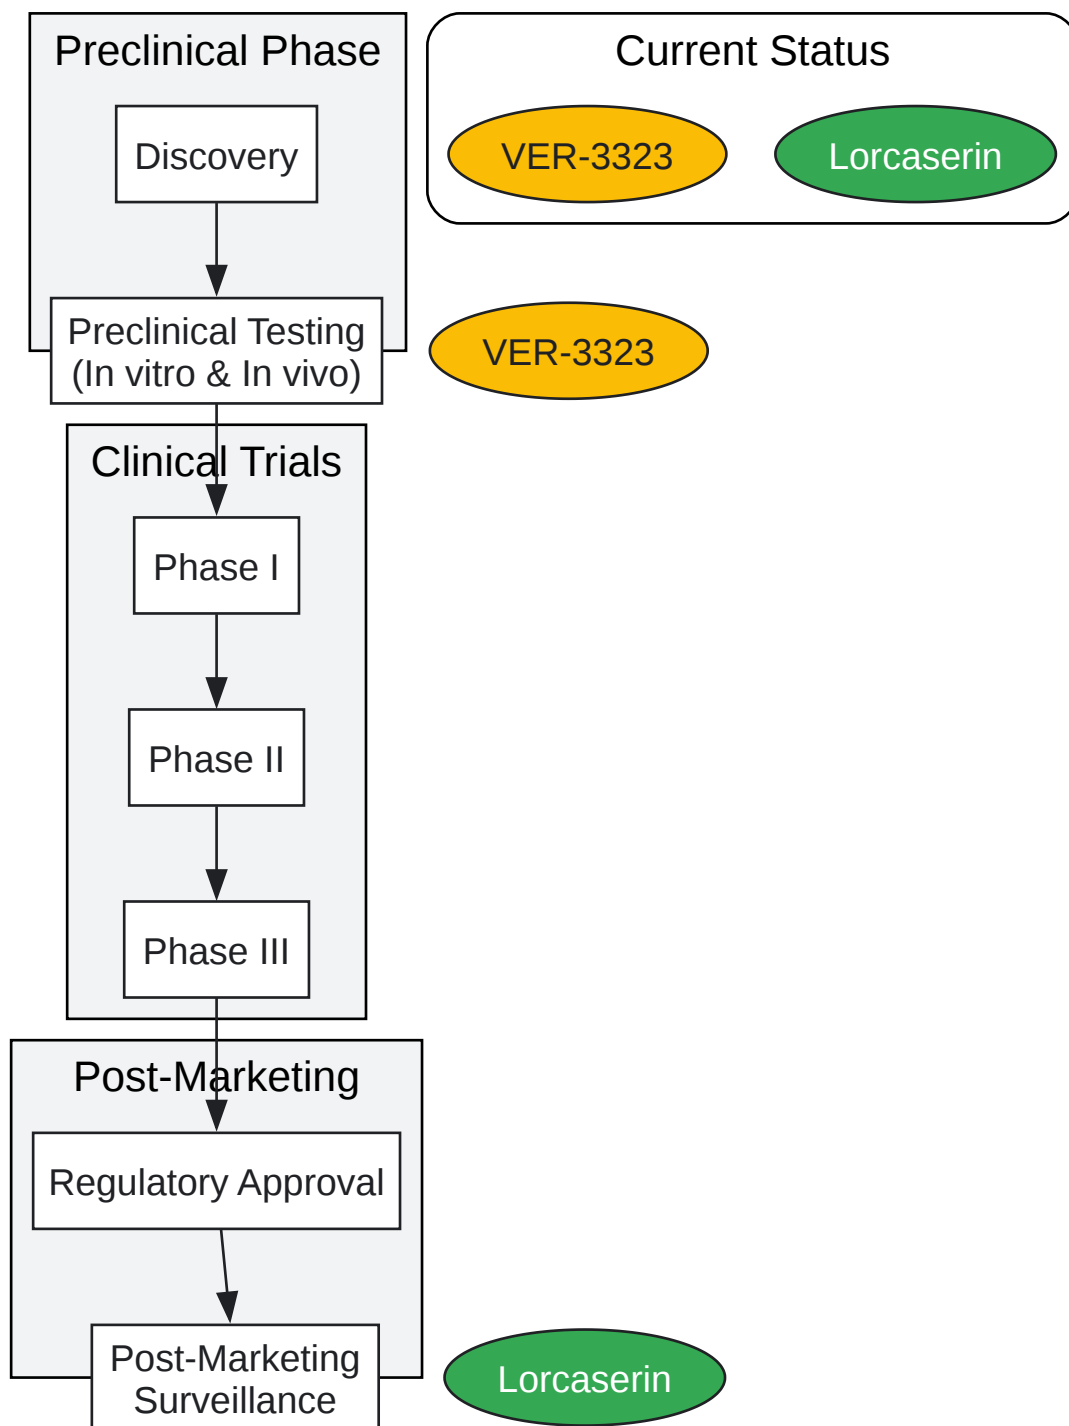 Preclinical Phase
Discovery
Preclinical Testing
(In vitro & In vivo)
Current Status
VER-3323
Lorcaserin
VER-3323
Clinical Trials
Phase I
Phase II
Phase III
Post-Marketing
Regulatory Approval
Post-Marketing
Surveillance
Lorcaserin